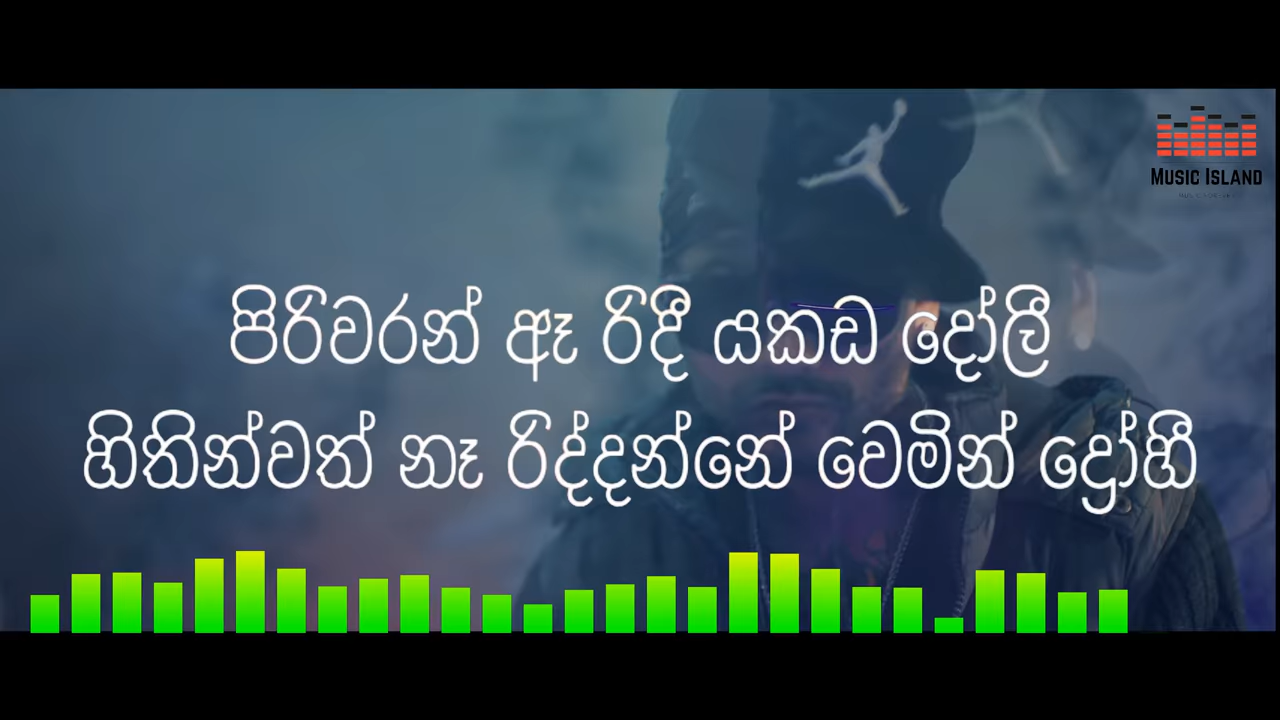 MUSIC ISLAND
පිරිවරන් ඈ රිදී යකඩ දෝලී
හිතින්වත් නෑ රිද්දන්නේ වෙමින් ද්‍රෝහී